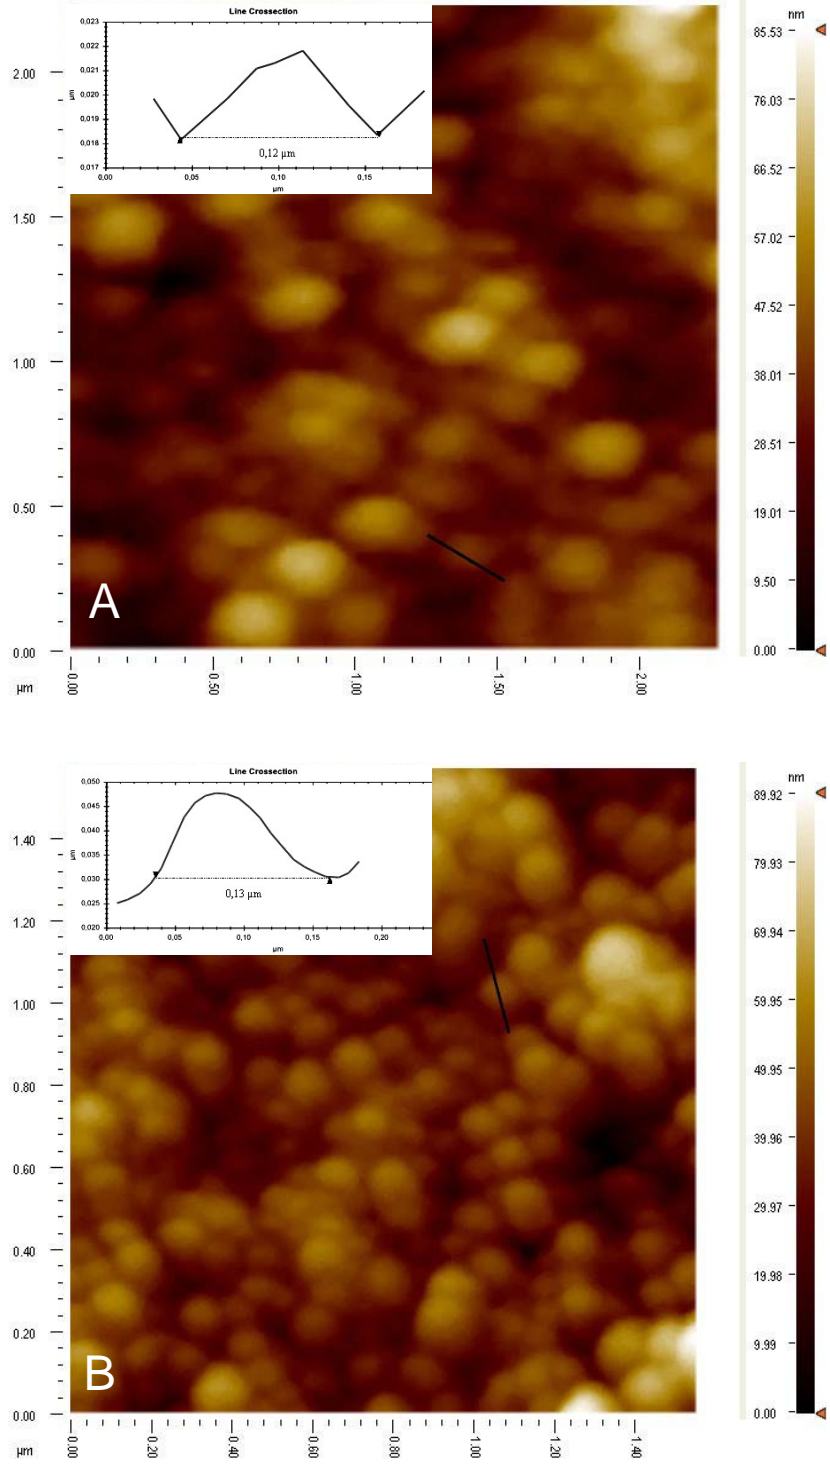 Line Crossection
0,023
0,022
0,021
0,020
0,019
0,018
0,017
µm
0,12 µm
0,00 0,05 0,10 0,15
µm
nm
85.53
76.03
66.52
57.02
47.52
38.01
28.51
19.01
9.50
0.00
2.00
1.50
1.00
0.50
0.00
A
µm
0.00 0.50 1.00 1.50 2.00
Line Crossection
0,050
0,045
0,040
0,035
0,030
0,025
0,020
µm
0,13 µm
0,00 0,05 0,10 0,15 0,20
µm
nm
89.92
79.93
69.94
59.95
49.95
39.96
29.97
19.98
9.99
0.00
1.40
1.20
1.00
0.80
0.60
0.40
0.20
0.00
B
µm
0.00 0.20 0.40 0.60 0.80 1.00 1.20 1.40